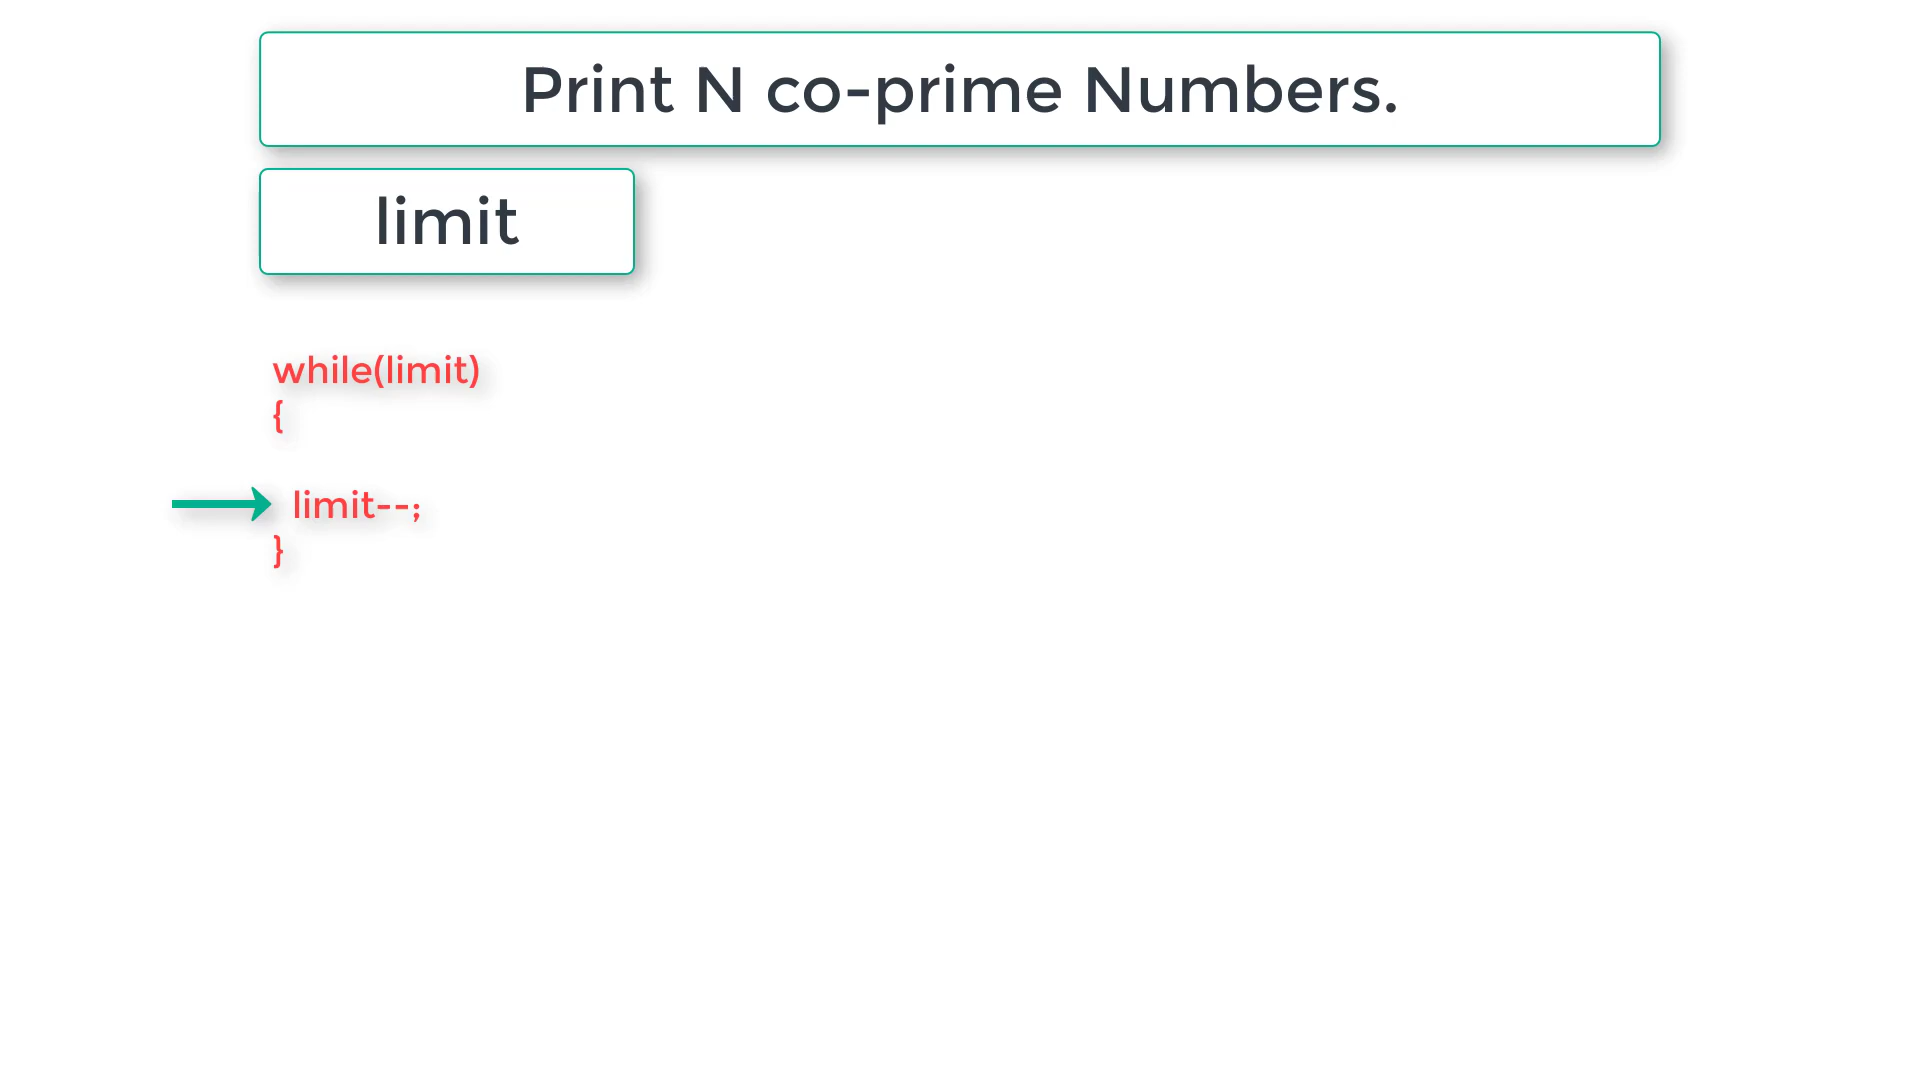 Print N co-prime Numbers.
limit
while(limit)
{
limit--;
}